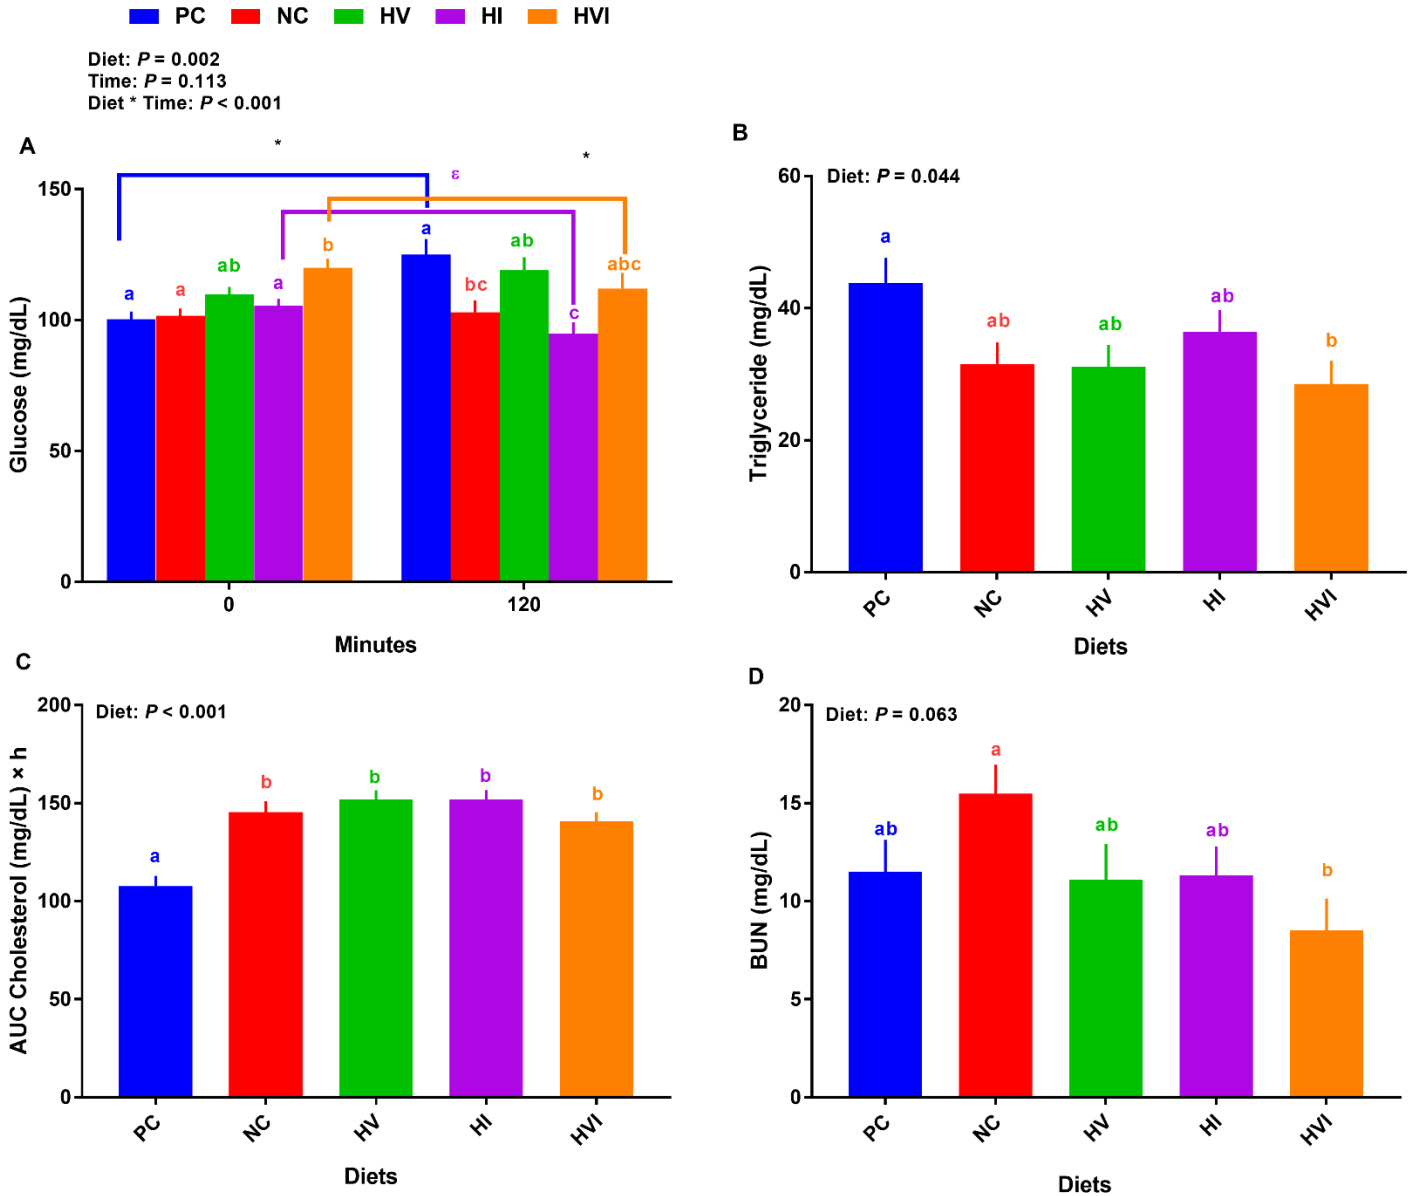 PC NC HV HI HVI
Diet: P = 0.002
Time: P = 0.113
Diet * Time: P < 0.001
A
*
*
ε
150
100
50
0
Glucose (mg/dL)
a
a
ab
a
b
a
bc
ab
c
abc
0 120
Minutes
B
Diet: P = 0.044
60
40
20
0
Triglyceride (mg/dL)
a
ab
ab
ab
b
PC NC HV HI HVI
Diets
C
Diet: P < 0.001
200
150
100
50
0
AUC Cholesterol (mg/dL) × h
a
b
b
b
b
PC NC HV HI HVI
Diets
D
Diet: P = 0.063
20
15
10
5
0
BUN (mg/dL)
ab
a
ab
ab
b
PC NC HV HI HVI
Diets